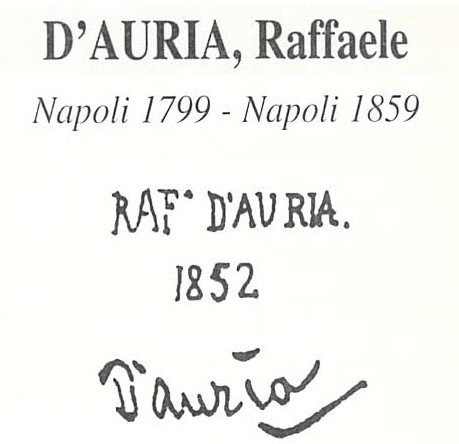 D'AURIA, Raffaele
Napoli 1799 - Napoli 1859
RAF· D'AURIA.
1852
D'auria